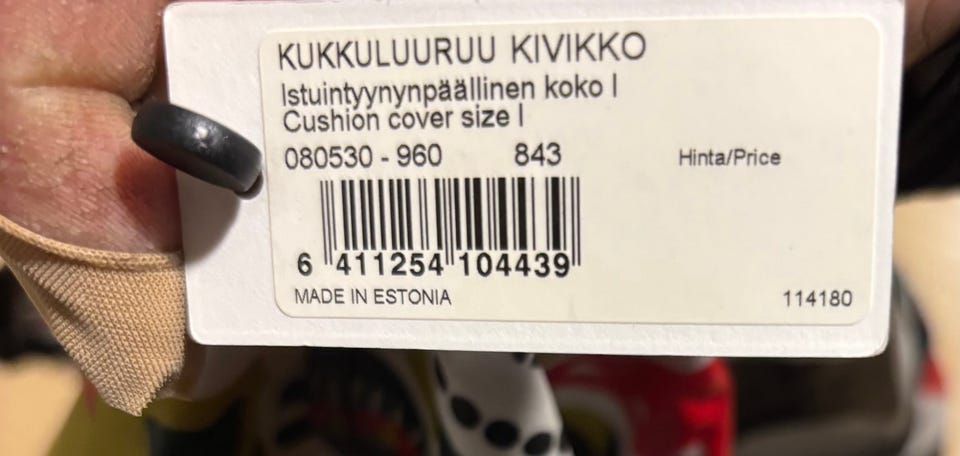 KUKKULUURUU KIVIKKO
Istuintyynynpäällinen koko I
Cushion cover size I
080530 - 960 843 Hinta/Price
6 411254 104439
MADE IN ESTONIA 114180